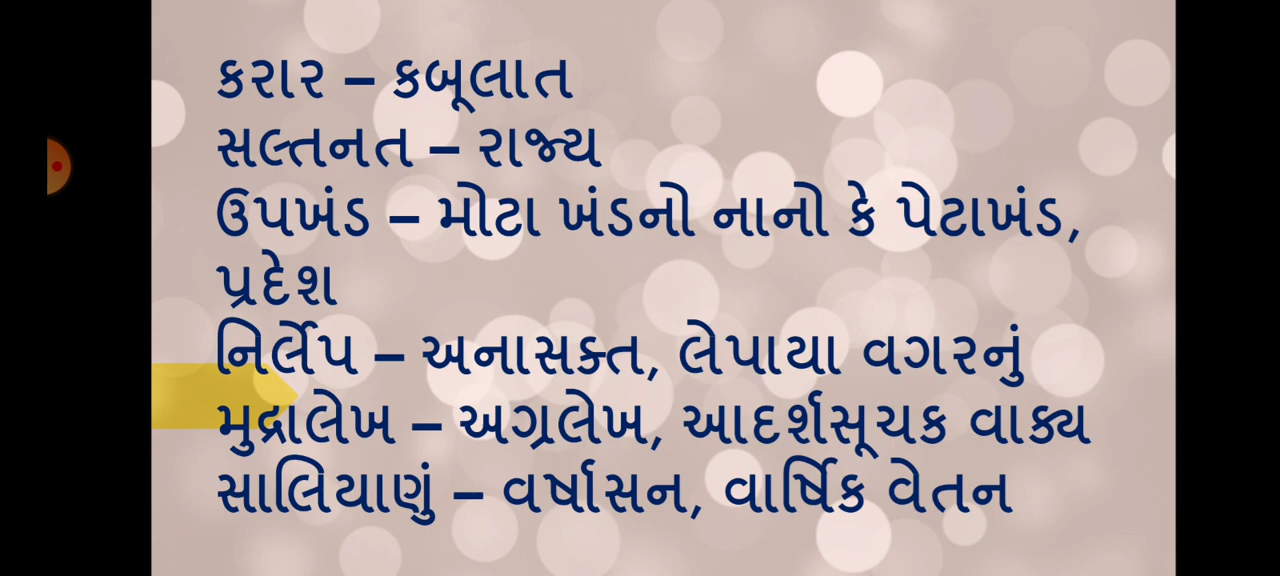 કરાર – કબૂલાત
સલ્તનત – રાજ્ય
ઉપખંડ – મોટા ખંડનો નાનો કે પેટાખંડ,
પ્રદેશ
નિર્લેપ – અનાસક્ત, લેપાયા વગરનું
મુદ્રાલેખ – અગ્રલેખ, આદર્શસૂચક વાક્ય
સાલિયાણું – વર્ષાસન, વાર્ષિક વેતન